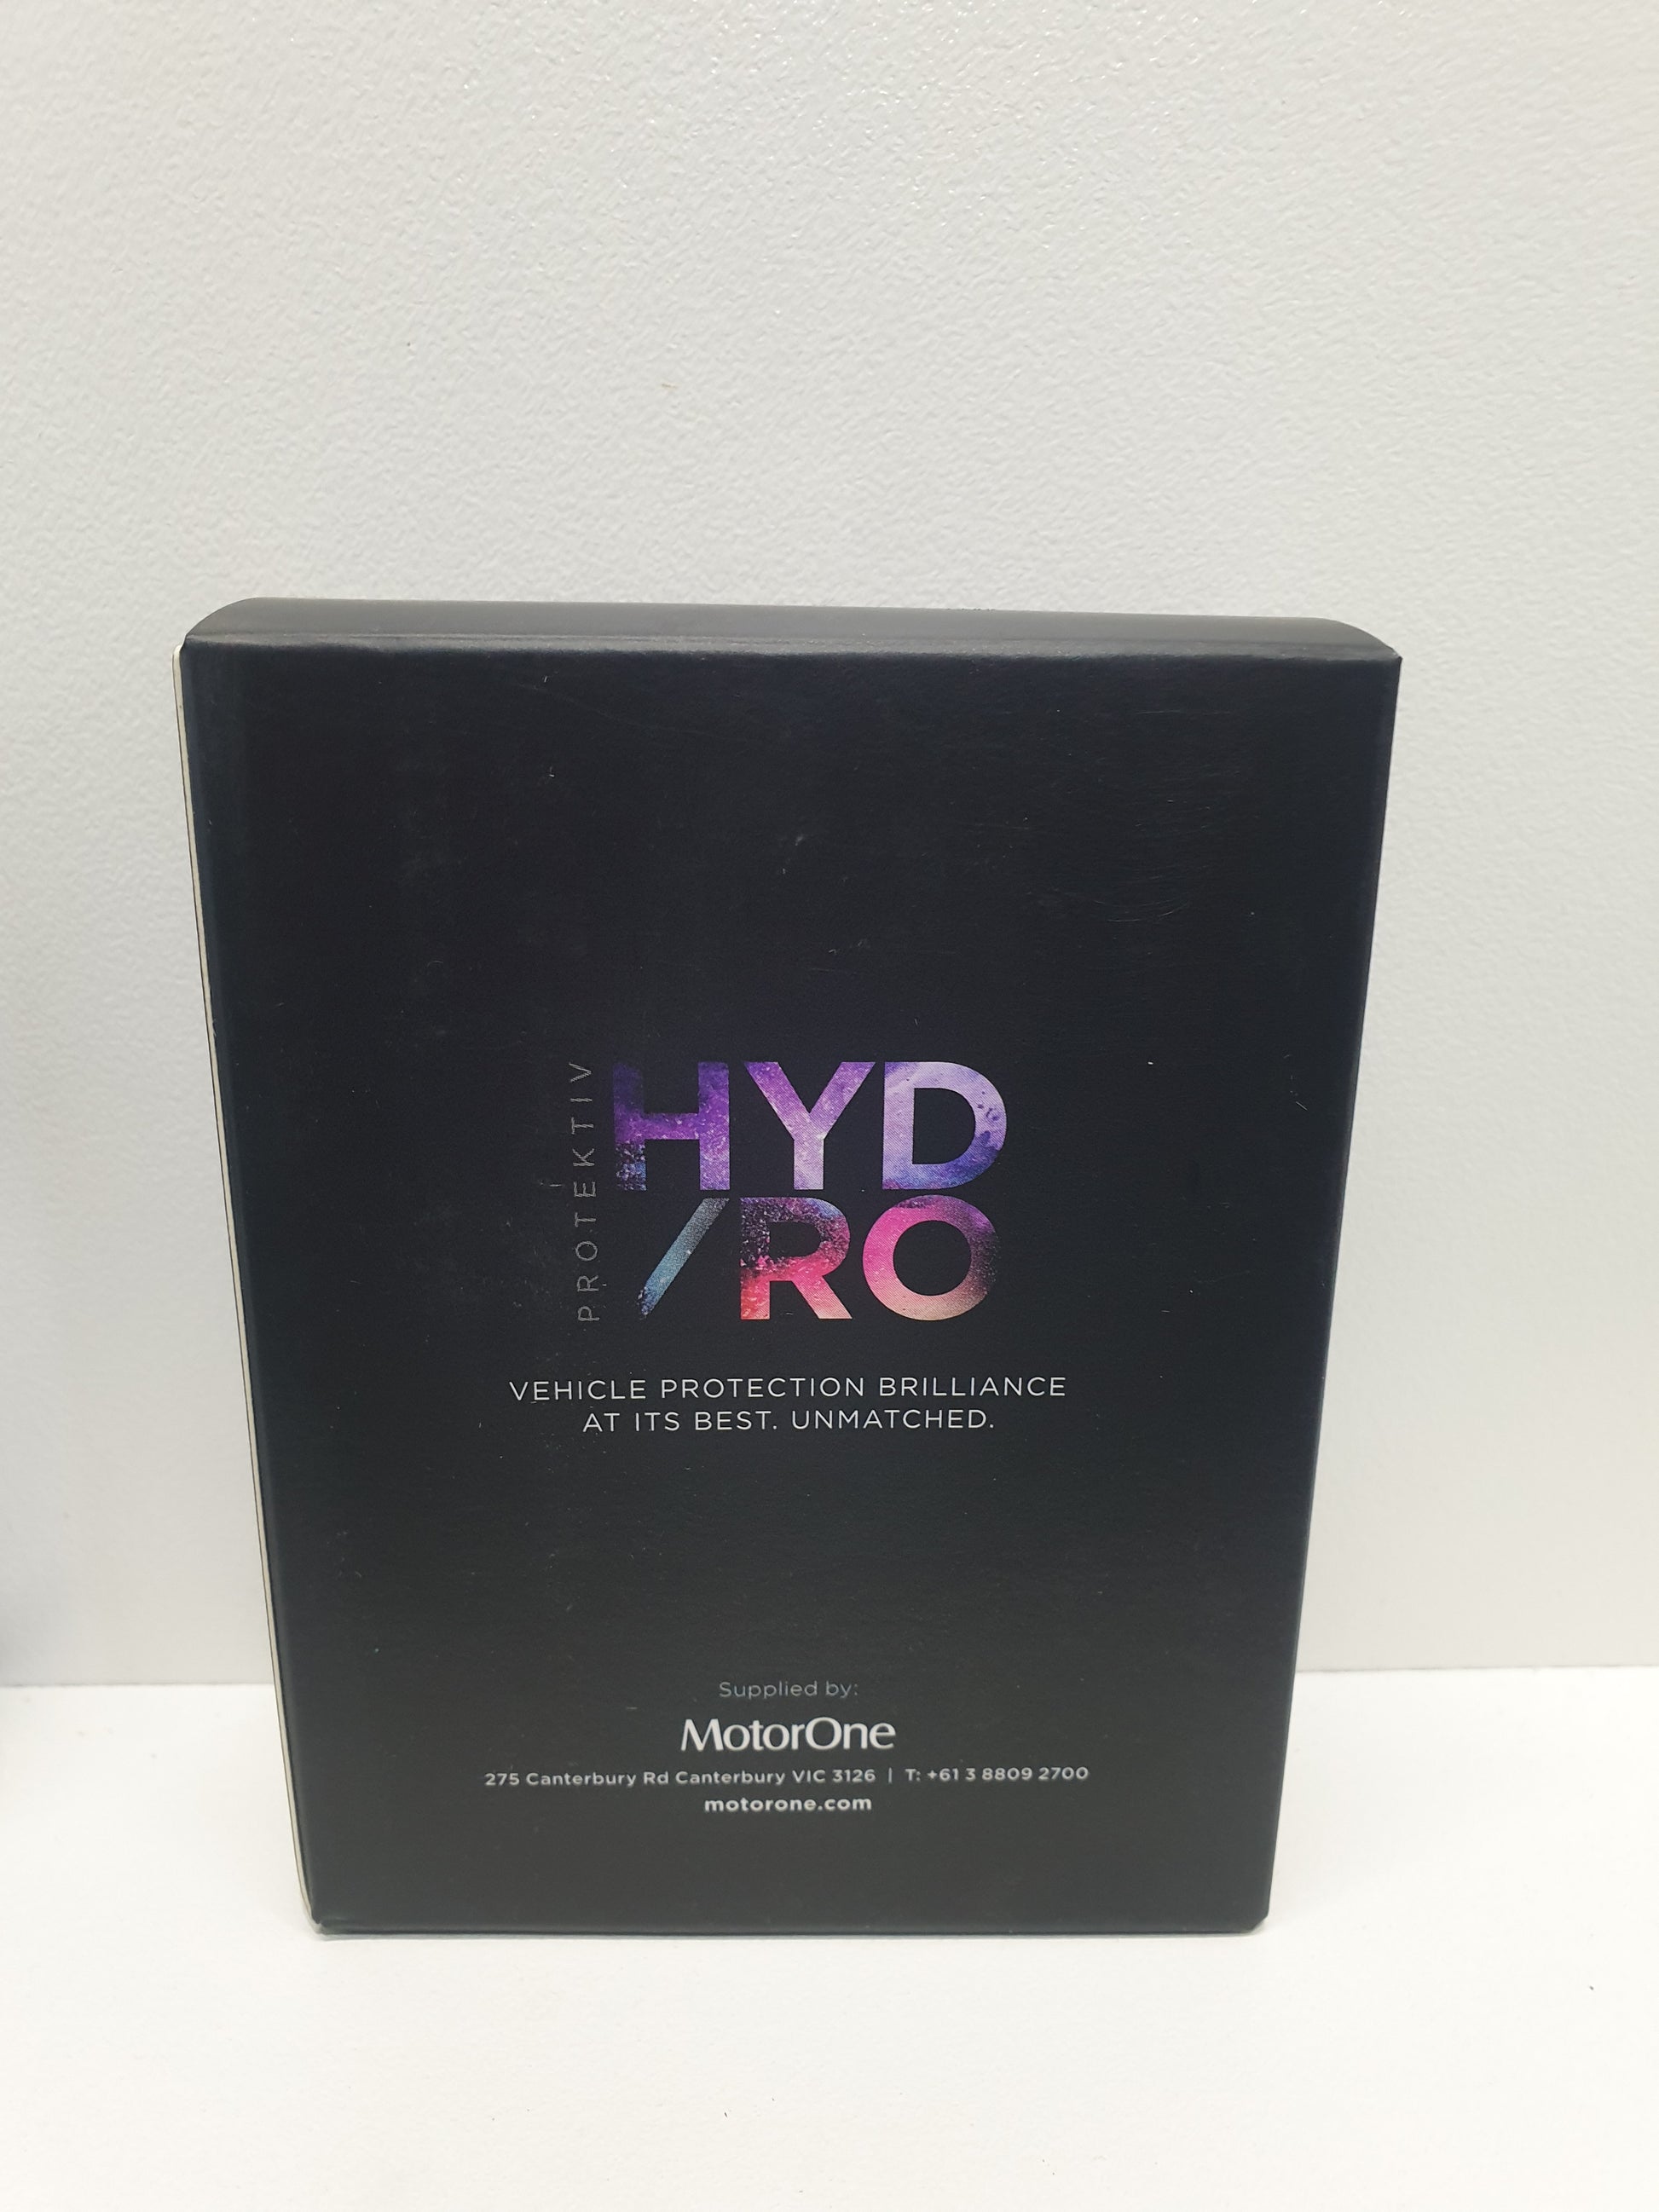 PROTEKTIV
HYD
/RO
VEHICLE PROTECTION BRILLIANCE
AT ITS BEST. UNMATCHED.
Supplied by:
MotorOne
275 Canterbury Rd Canterbury VIC 3126 | T: +61 3 8809 2700
motorone.com